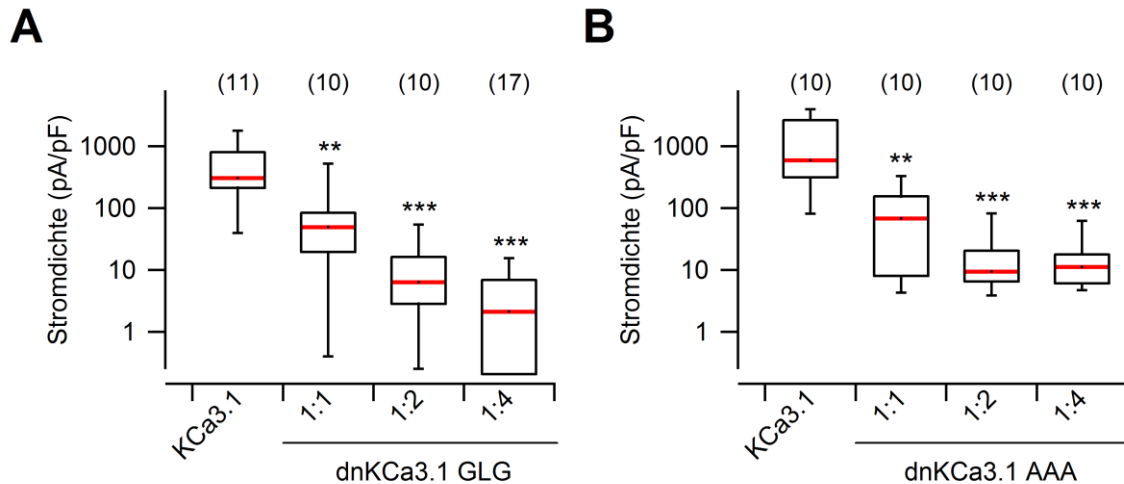 A
(11) (10) (10) (17)
Stromdichte (pA/pF)
1000
100
10
1
** *** ***
KCa3.1 1:1 1:2 1:4
dnKCa3.1 GLG
B
(10) (10) (10) (10)
Stromdichte (pA/pF)
1000
100
10
1
** *** ***
KCa3.1 1:1 1:2 1:4
dnKCa3.1 AAA